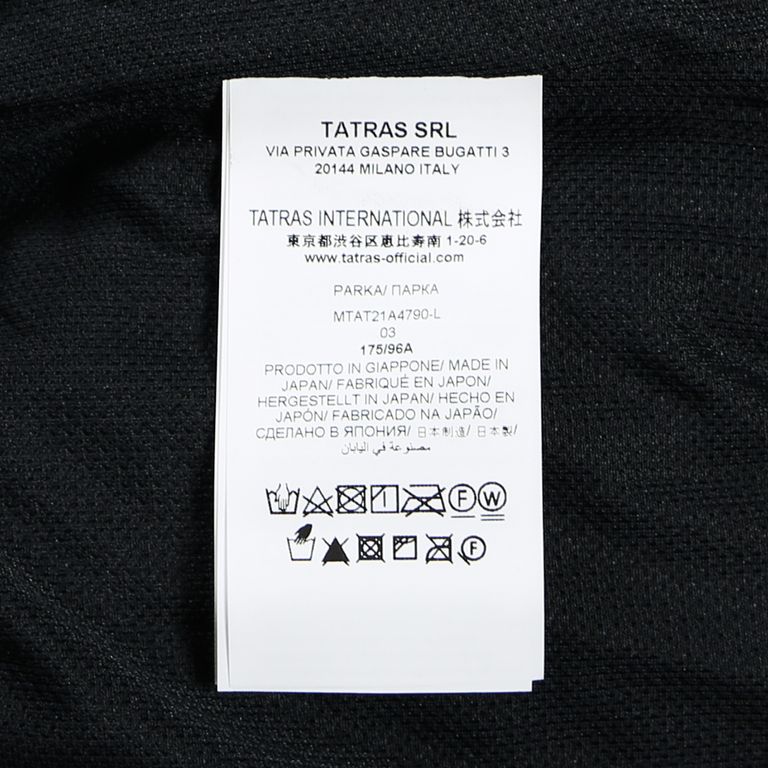 TATRAS SRL
VIA PRIVATA GASPARE BUGATTI 3
20144 MILANO ITALY
TATRAS INTERNATIONAL 株式会社
東京都渋谷区恵比寿南 1-20-6
www.tatras-official.com
PARKA/ ПАРКА
MTAT21A4790-L
03
175/96A
PRODOTTO IN GIAPPONE/ MADE IN
JAPAN/ FABRIQUÉ EN JAPON/
HERGESTELLT IN JAPAN/ HECHO EN
JAPÓN/ FABRICADO NA JAPÃO/
СДЕЛАНО В ЯПОНИЯ/ 日本制造/ 日本製/
مصنوعة في اليابان
F W
F